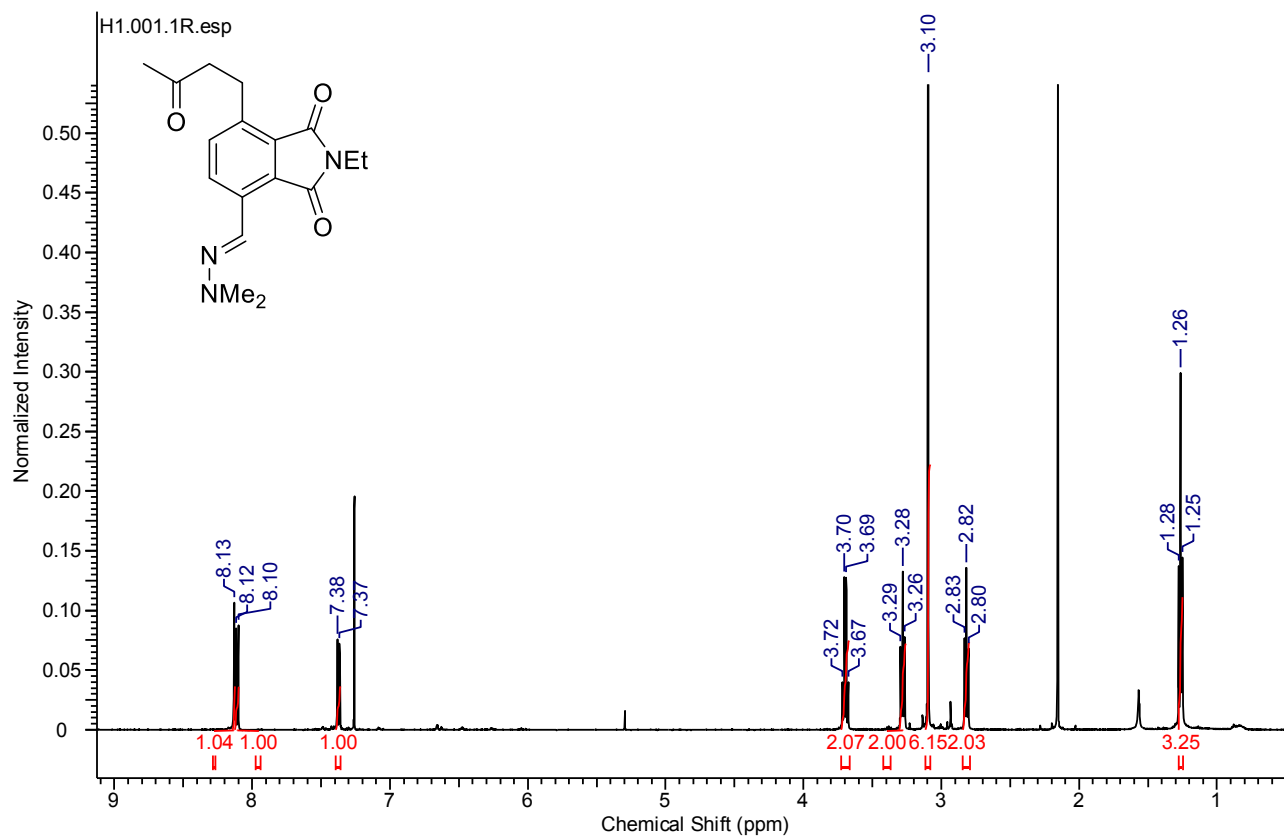 H1.001.1R.esp
O
O
NEt
O
N
NMe2
Normalized Intensity
0.50
0.45
0.40
0.35
0.30
0.25
0.20
0.15
0.10
0.05
0
8.13
8.12
8.10
7.38
7.37
3.72
3.70
3.69
3.67
3.29
3.28
3.26
3.10
2.83
2.82
2.80
1.28
1.26
1.25
1.04 1.00 1.00 2.07 2.00 6.15 2.03 3.25
9 8 7 6 5 4 3 2 1
Chemical Shift (ppm)